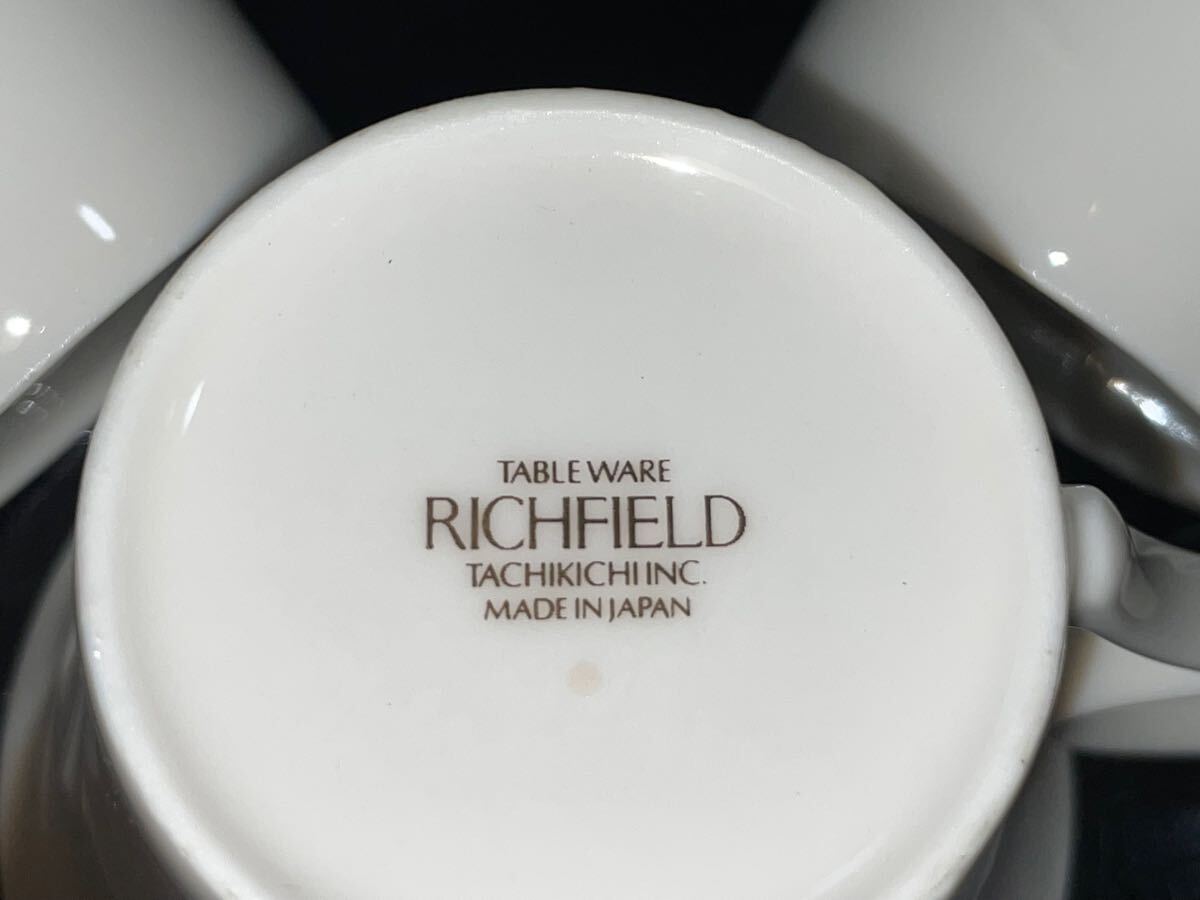 TABLE WARE
RICHFIELD
TACHIKICHI INC.
MADE IN JAPAN